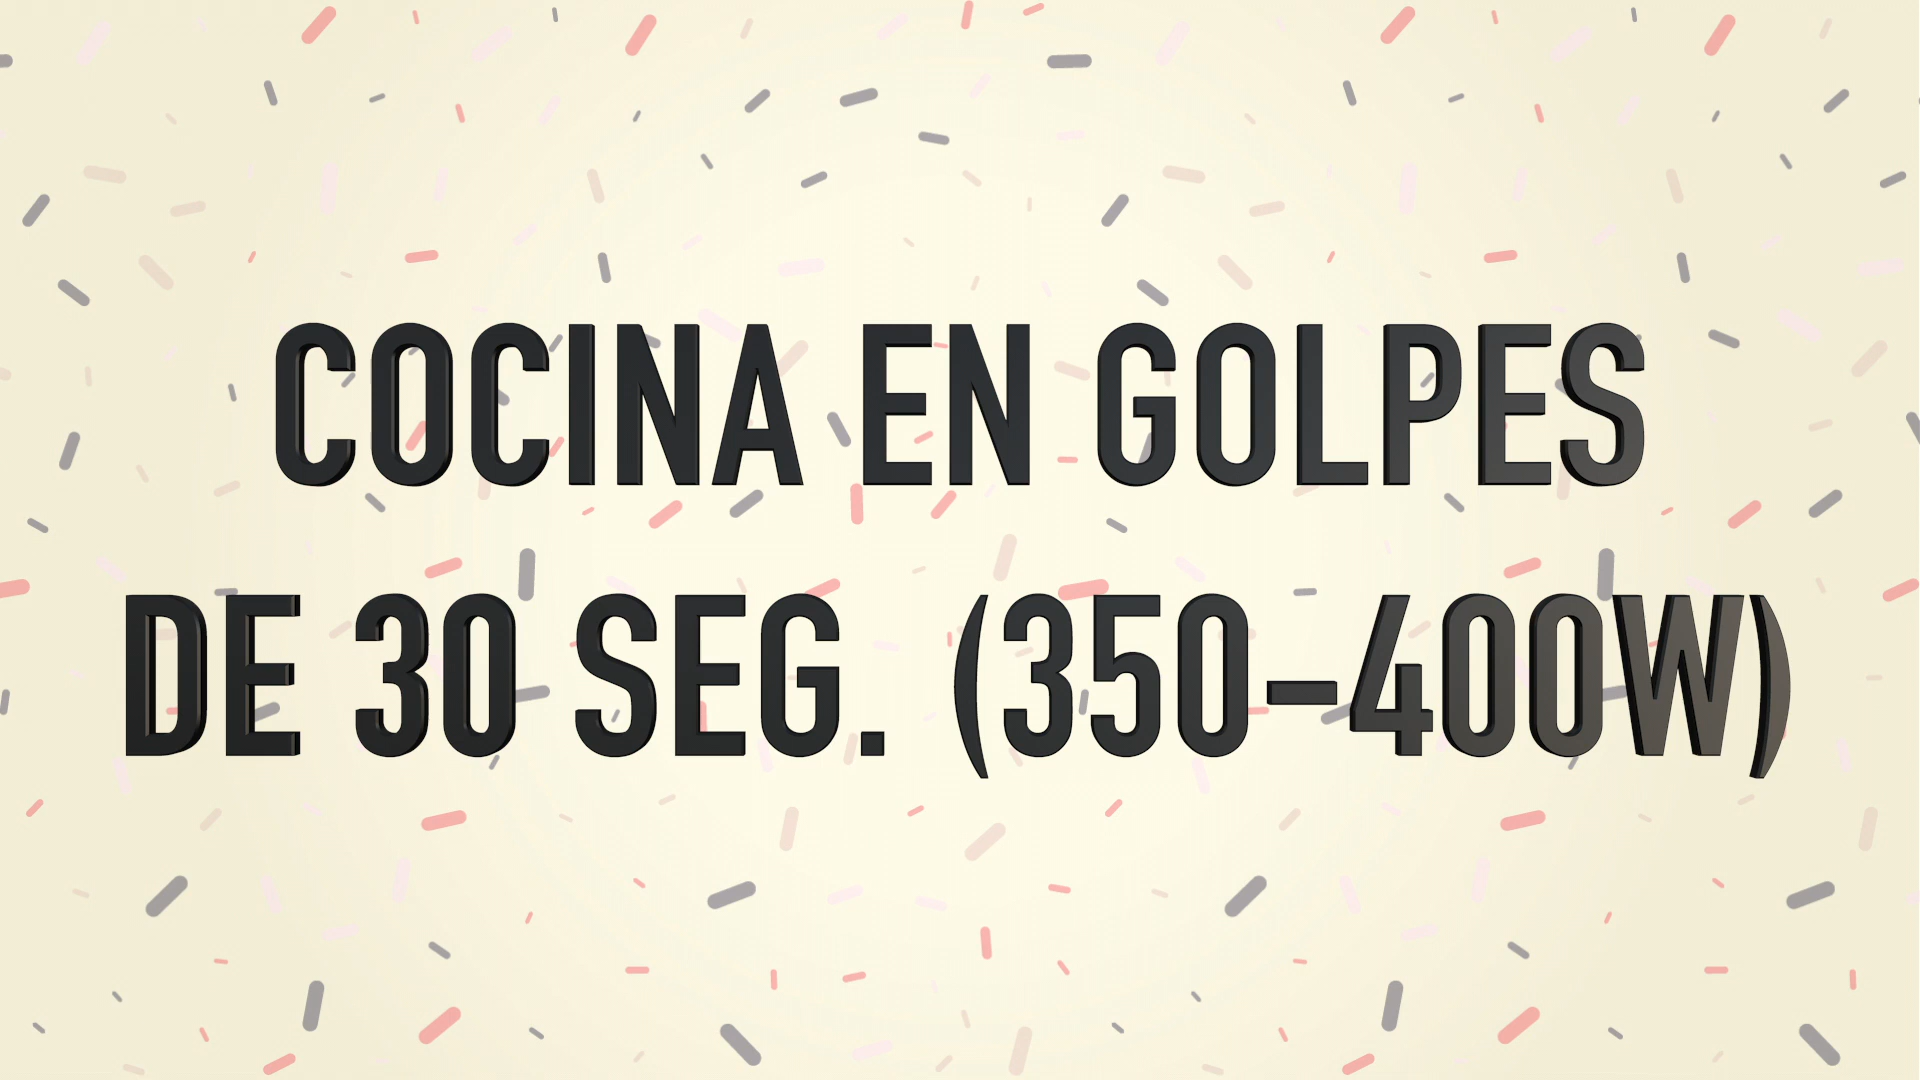 COCINA EN GOLPES
DE 30 SEG. (350–400W)